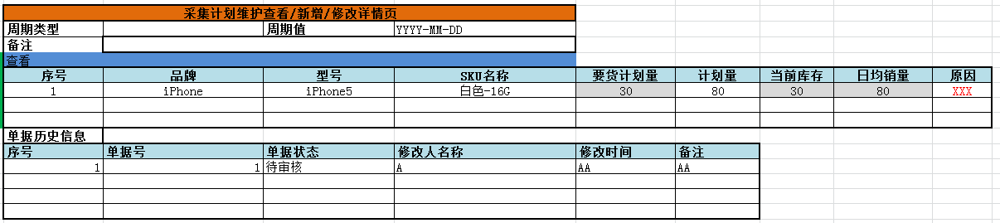 采集计划维护查看/新增/修改详情页
周期类型 周期值 YYYY-MM-DD
备注
查看
序号 品牌 型号 SKU名称 要货计划量 计划量 当前库存 日均销量 原因
1 iPhone iPhone5 白色-16G 30 80 30 80 XXX
单据历史信息
序号 单据号 单据状态 修改人名称 修改时间 备注
1 1 待审核 A AA AA